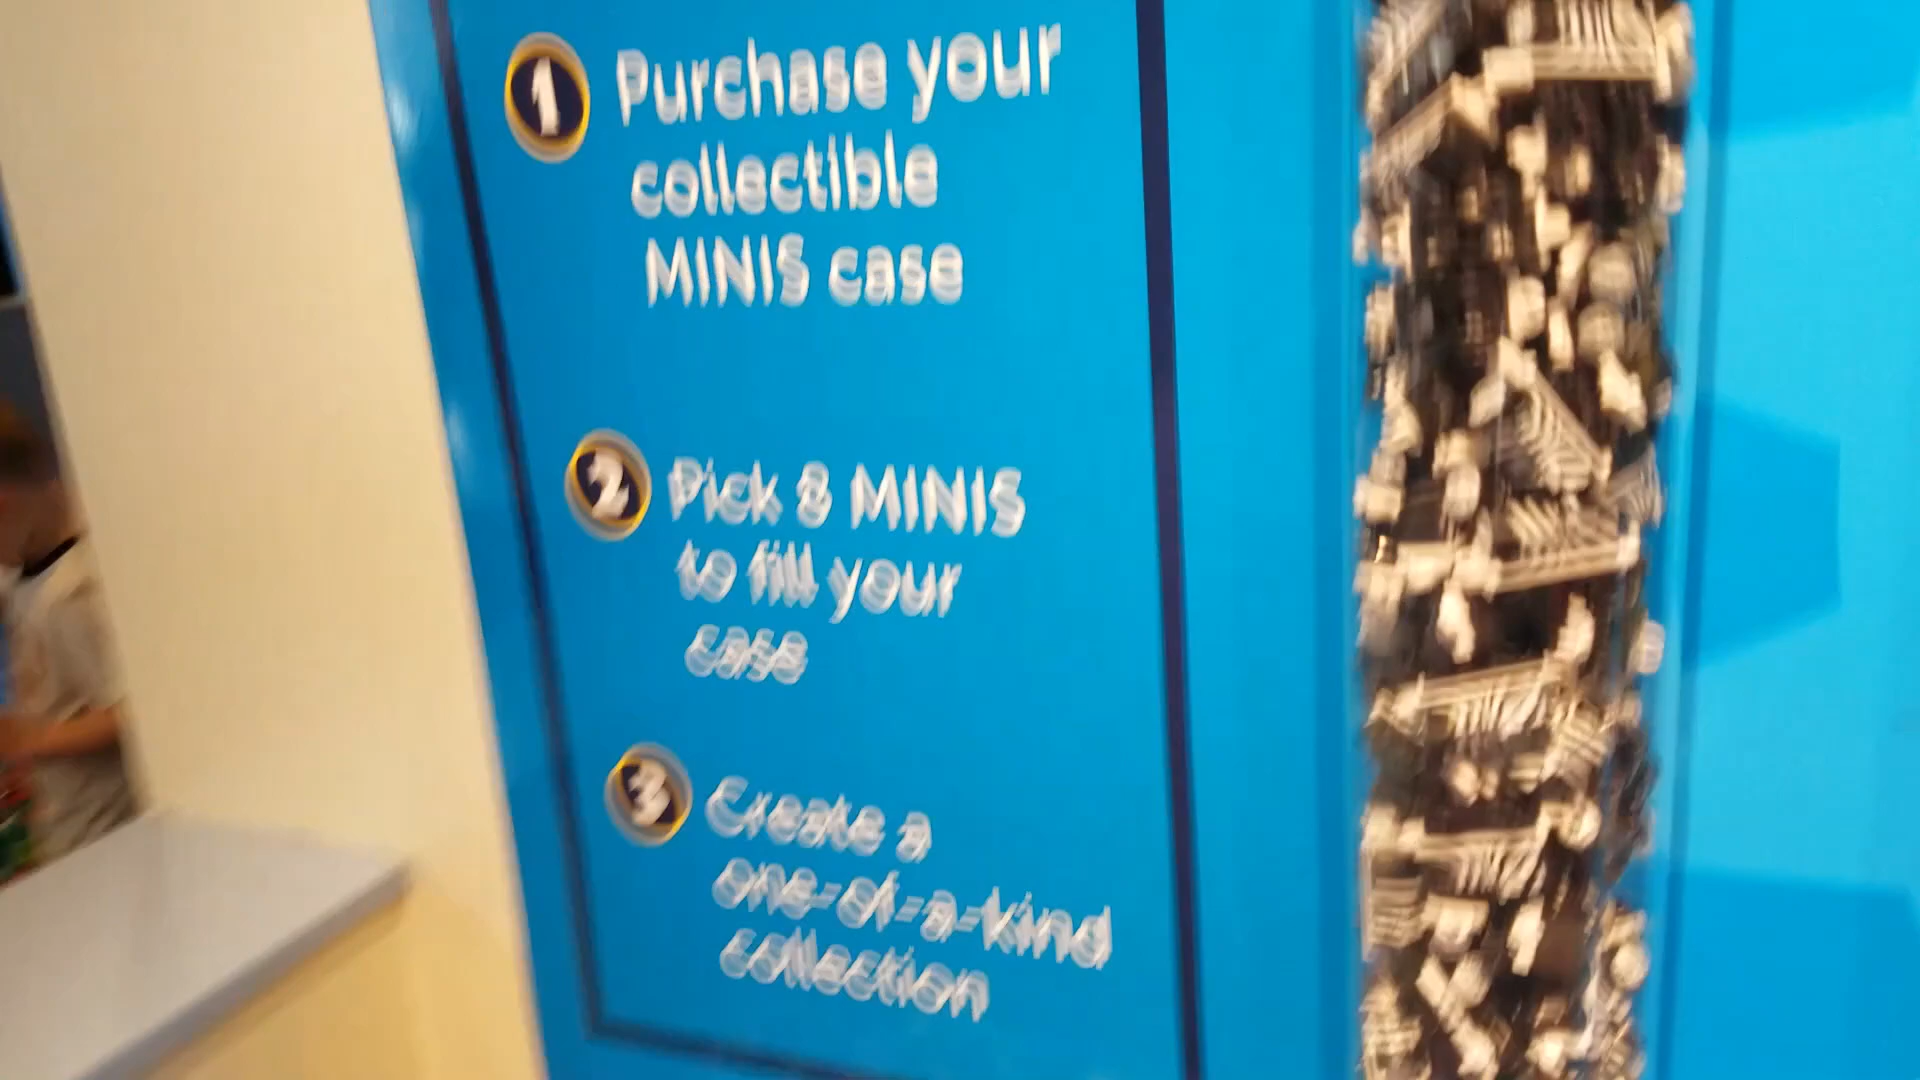 1 Purchase your
collectible
MINIS case
2 Pick 8 MINIS
to fill your
case
3 Create a
one-of-a-kind
collection